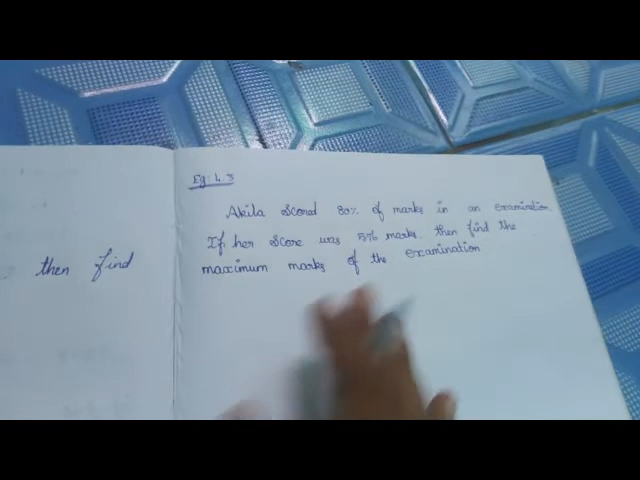 then find
Eg 1.3
Akila scored 80% of marks in an examination
If her score was 576 marks. then find the
maximum marks of the examination